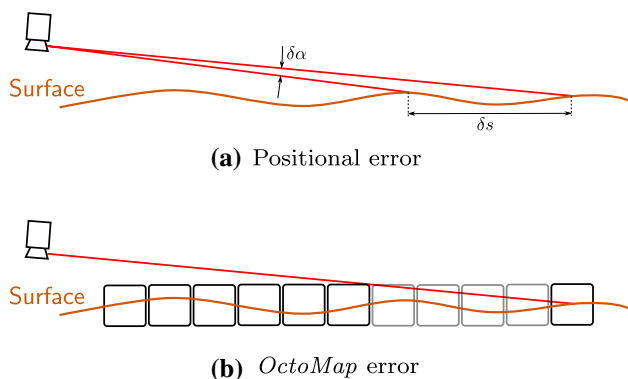 δα
Surface
δs
(a) Positional error
Surface
(b) OctoMap error